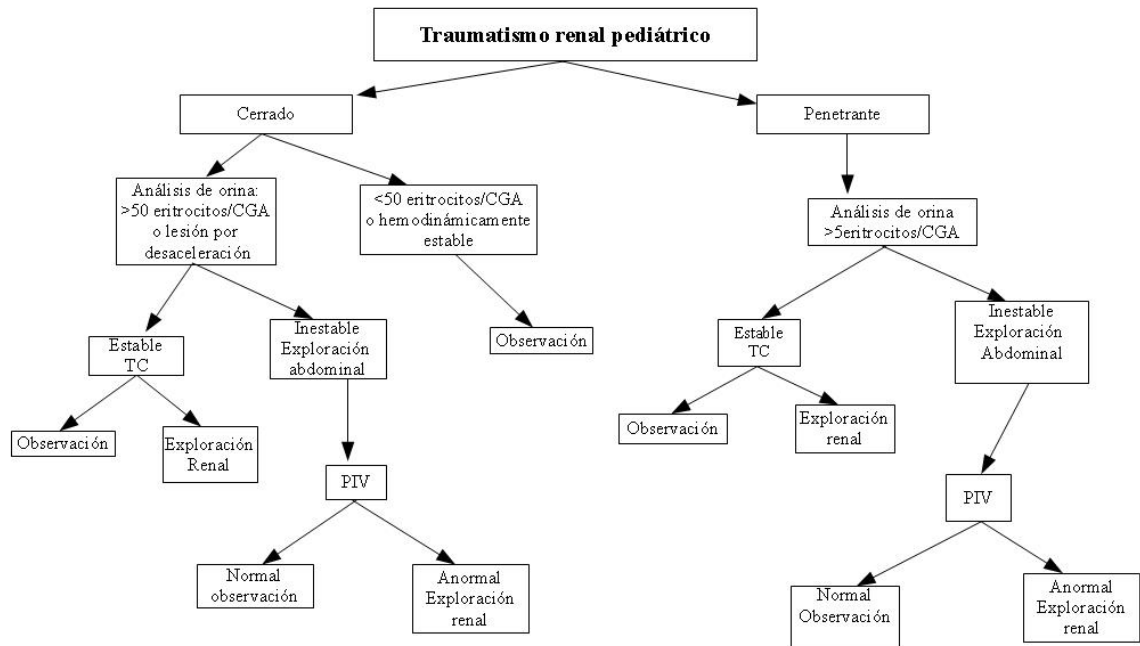 Traumatismo renal pediátrico
Cerrado
Penetrante
Análisis de orina:
>50 eritrocitos/CGA
o lesión por
desaceleración
<50 eritrocitos/CGA
o hemodinámicamente
estable
Análisis de orina
>5eritrocitos/CGA
Estable
TC
Inestable
Exploración
abdominal
Observación
Estable
TC
Inestable
Exploración
Abdominal
Observación
Exploración
Renal
Observación
Exploración
renal
PIV
PIV
Normal
observación
Anormal
Exploración
renal
Normal
Observación
Anormal
Exploración
renal